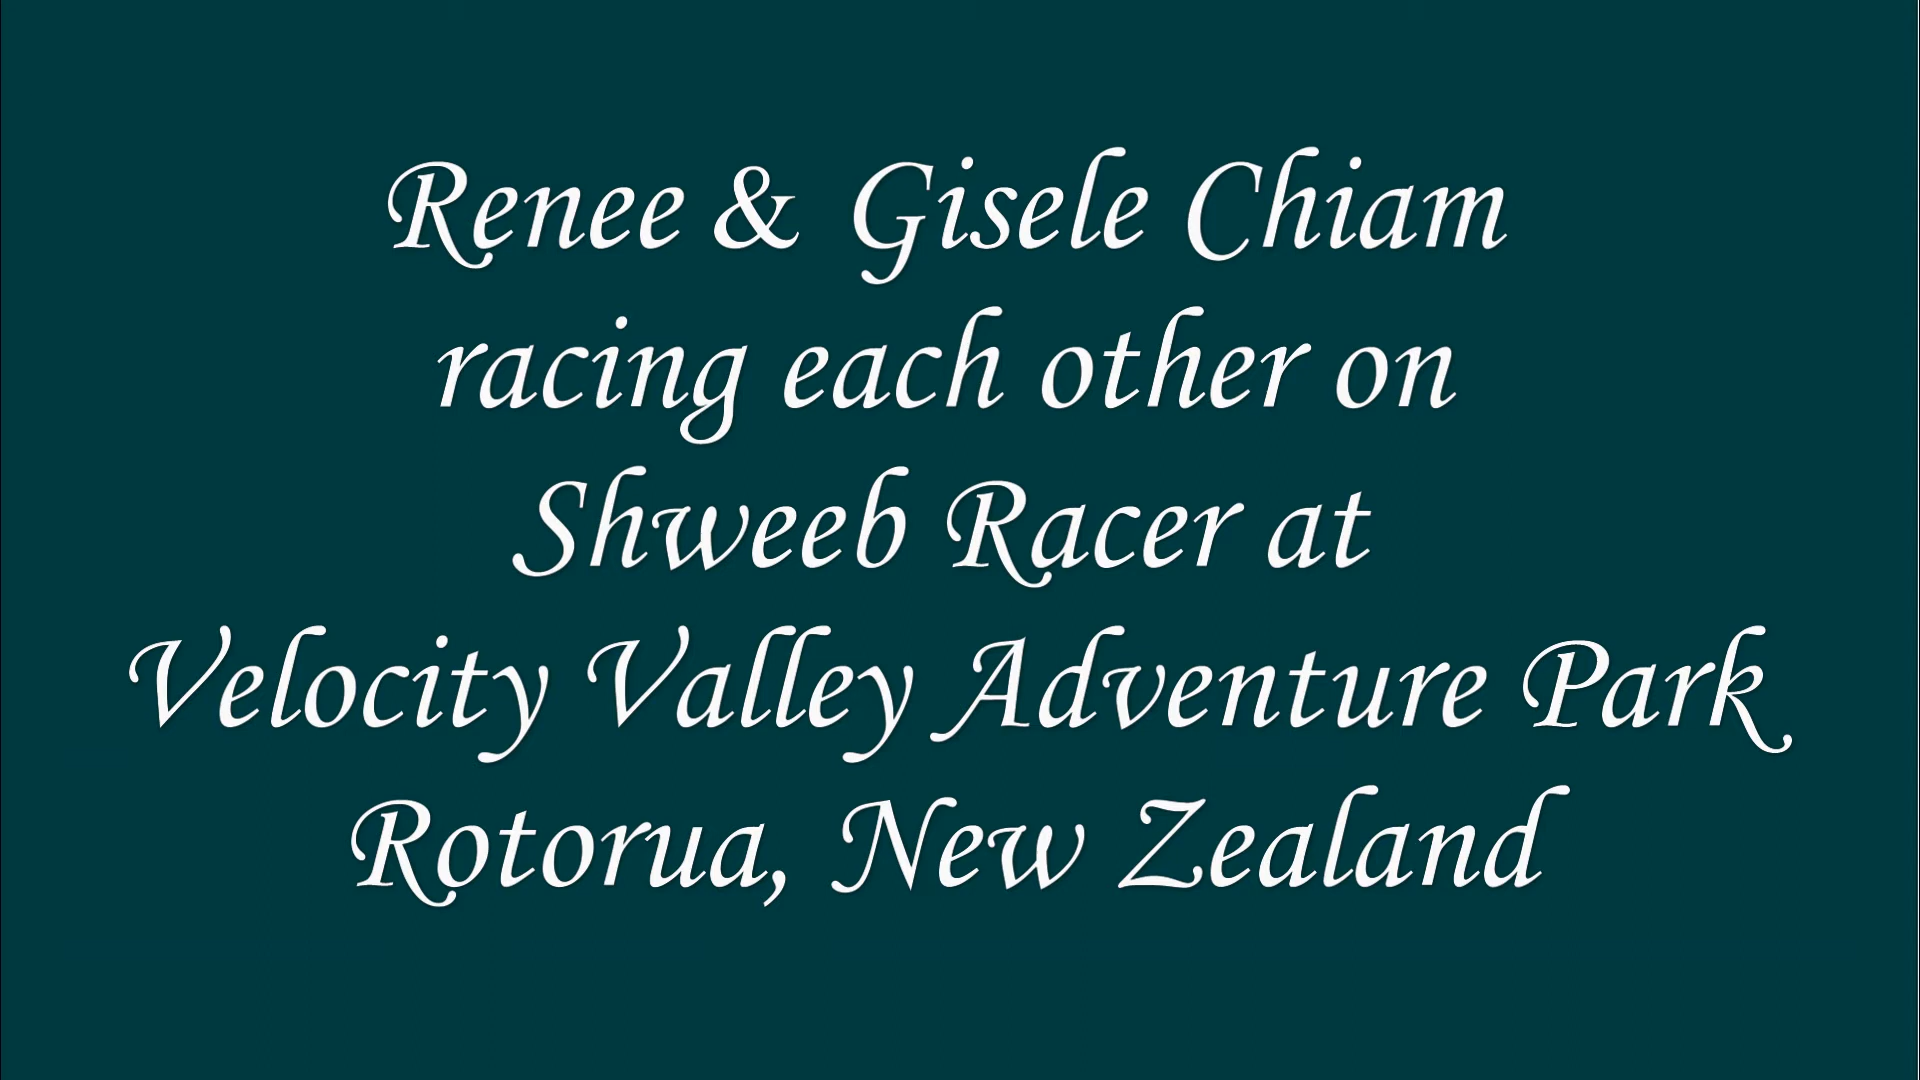 Renee & Gisele Chiam
racing each other on
Shweeb Racer at
Velocity Valley Adventure Park
Rotorua, New Zealand